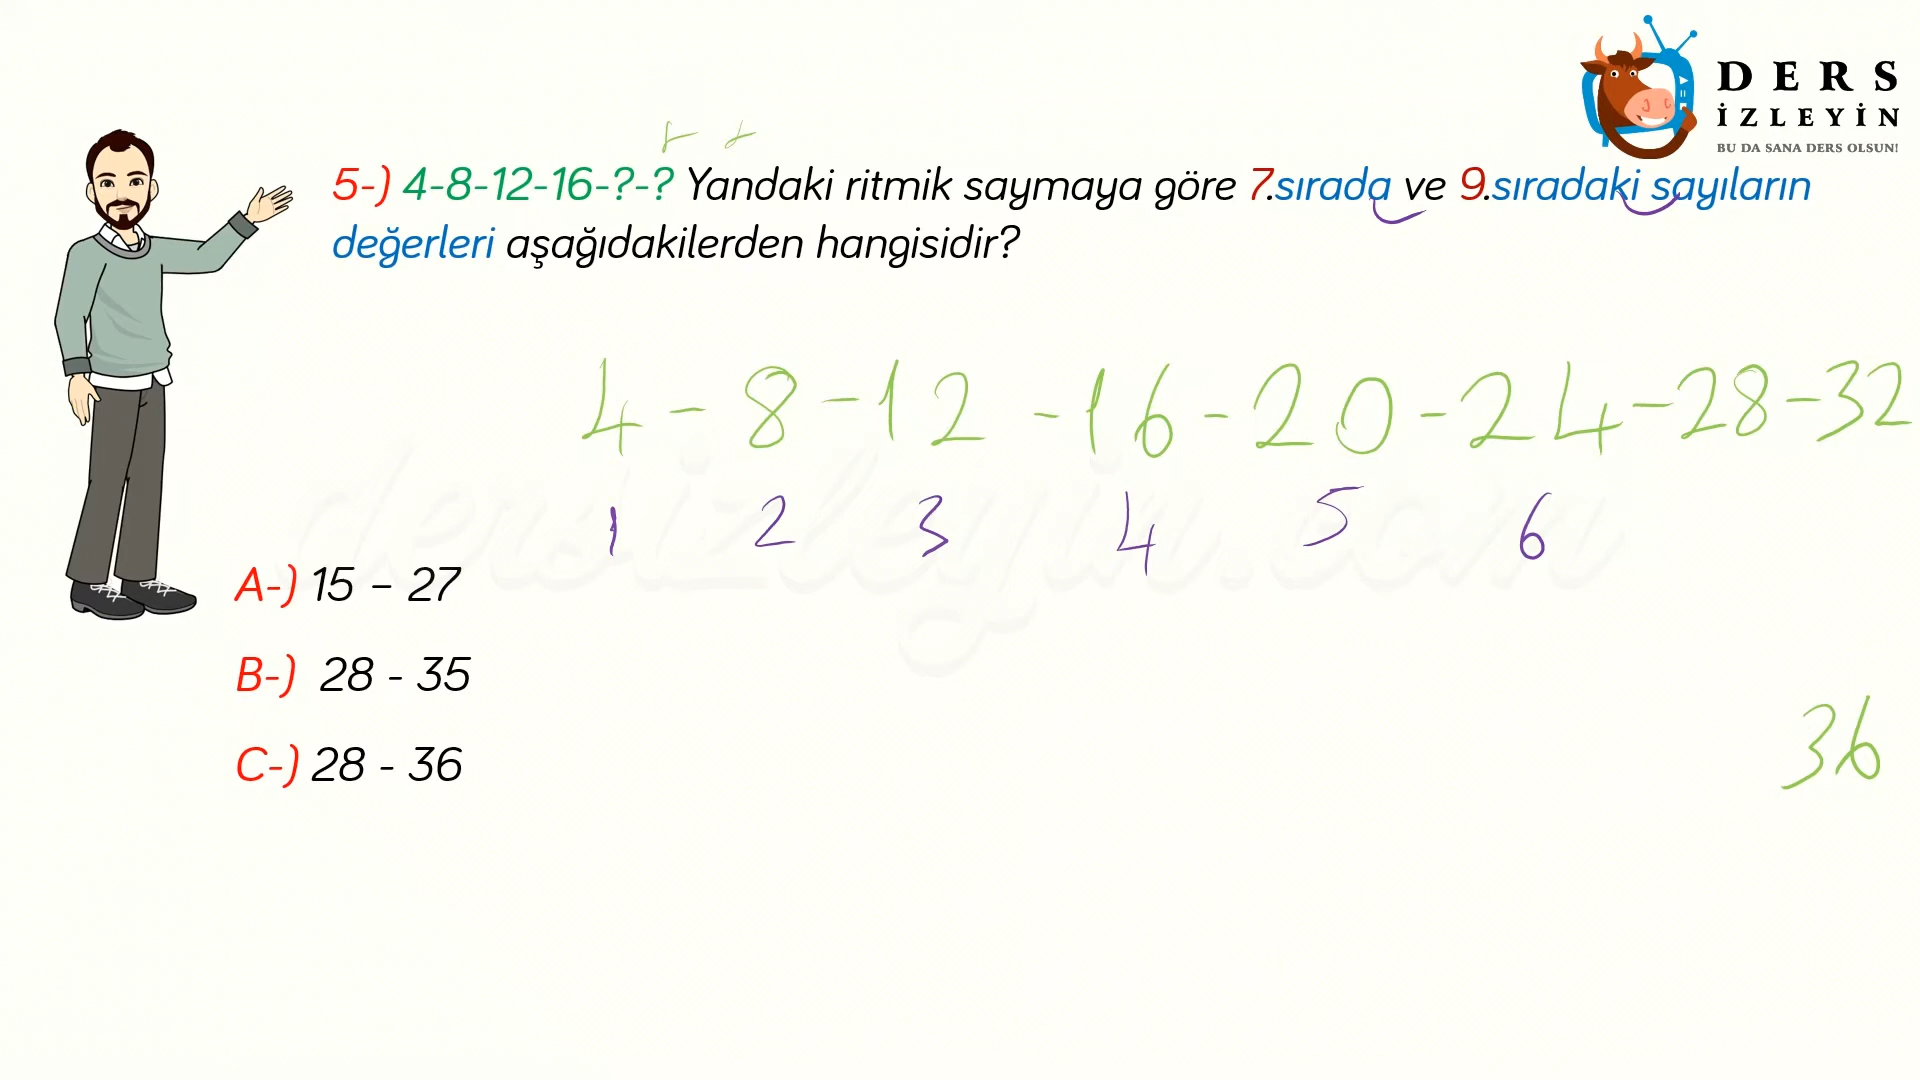 DERS
İZLEYİN
BU DA SANA DERS OLSUN!
5-) 4-8-12-16-?-? Yandaki ritmik saymaya göre 7.sırada ve 9.sıradaki sayıların
değerleri aşağıdakilerden hangisidir?
4 - 8 - 12 - 16 - 20 - 24 - 28 - 32
1 2 3 4 5 6
dersizleyin.com
A-) 15 – 27
B-) 28 - 35
C-) 28 - 36
36